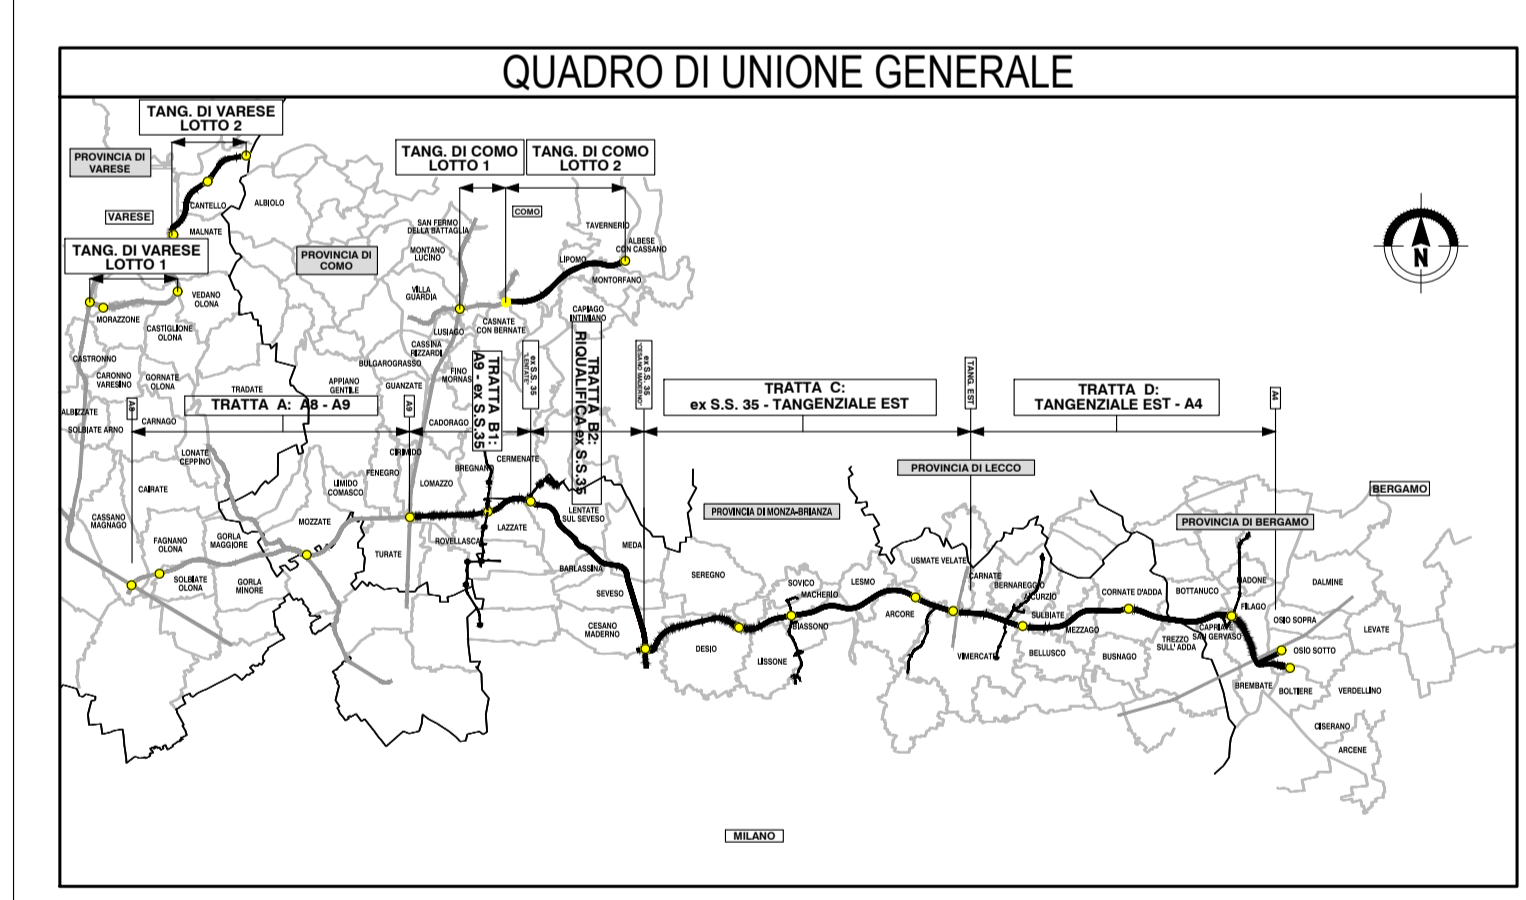 QUADRO DI UNIONE GENERALE
TANG. DI VARESE
LOTTO 2
PROVINCIA DI
VARESE
CANTELLO
ALBIOLO
VARESE
MALNATE
TANG. DI VARESE
LOTTO 1
PROVINCIA DI
COMO
TANG. DI COMO
LOTTO 1
TANG. DI COMO
LOTTO 2
COMO
SAN FERMO
DELLA BATTAGLIA
TAVERNERIO
MONTANO
LUCINO
ALBESE
CON CASSANO
LIPOMO
MONTORFANO
VILLA
GUARDIA
VEDANO
OLONA
MORAZZONE
CASTIGLIONE
OLONA
LUSIAGO
CASNATE
CON BERNATE
CAPIAGO
INTIMIANO
CASSINA
RIZZARDI
BULGAROGRASSO
CASTRONNO
CARONNO
VARESINO
GORNATE
OLONA
TRADATE
APPIANO
GENTILE
GUANZATE
FINO
MORNAS
TRATTA B1:
A9 - ex S.S.35
ex S.S. 35
"LENTATE"
TRATTA B2:
RIQUALIFICA ex S.S.35
ex S.S. 35
"CESANO MADERNO"
TRATTA C:
ex S.S. 35 - TANGENZIALE EST
TANG. EST
TRATTA D:
TANGENZIALE EST - A4
A4
ALBIZZATE
A8
TRATTA A: A8 - A9
A9
SOLBIATE ARNO
CARNAGO
CADORAGO
LONATE
CEPPINO
CIRIMIDO
FENEGRO
BREGNANO
CERMENATE
LIMIDO
COMASCO
LOMAZZO
CAIRATE
PROVINCIA DI LECCO
BERGAMO
PROVINCIA DI MONZA-BRIANZA
PROVINCIA DI BERGAMO
CASSANO
MAGNAGO
MOZZATE
LAZZATE
LENTATE
SUL SEVESO
FAGNANO
OLONA
GORLA
MAGGIORE
TURATE
ROVELLASCA
MEDA
BARLASSINA
SOLBIATE
OLONA
GORLA
MINORE
SEVESO
SEREGNO
SOVICO
MACHERIO
LESMO
USMATE VELATE
CARNATE
BERNAREGGIO
CORNATE D'ADDA
BOTTANUCO
MADONE
DALMINE
CESANO
MADERNO
BIASSONO
ARCORE
SULBIATE
MEZZAGO
FILAGO
CAPRIATE
SAN GERVASO
OSIO SOPRA
LEVATE
DESIO
LISSONE
VIMERCATE
BELLUSCO
BUSNAGO
TREZZO
SULL' ADDA
OSIO SOTTO
BREMBATE
BOLTIERE
VERDELLINO
CISERANO
ARCENE
MILANO
N